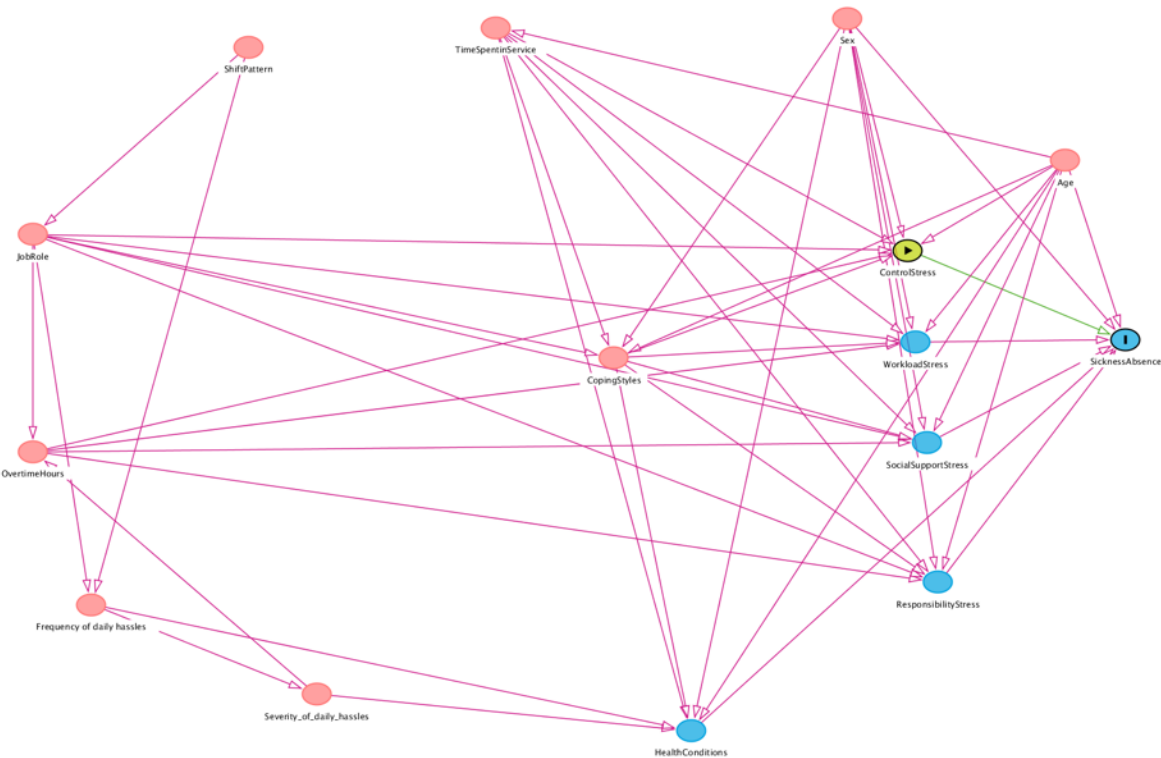 TimeSpentinService
Sex
ShiftPattern
Age
JobRole
ControlStress
WorkloadStress
SicknessAbsence
CopingStyles
SocialSupportStress
OvertimeHours
ResponsibilityStress
Frequency of daily hassles
Severity_of_daily_hassles
HealthConditions